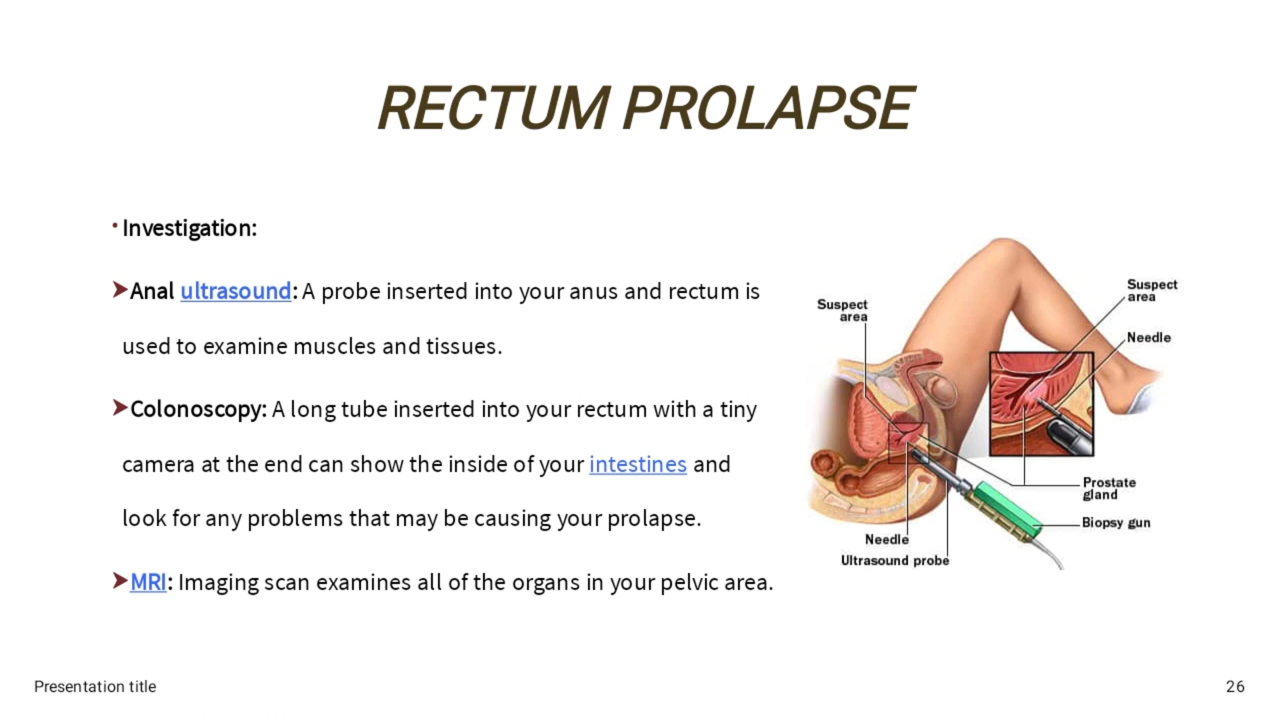 RECTUM PROLAPSE
• Investigation:
➤Anal ultrasound: A probe inserted into your anus and rectum is
used to examine muscles and tissues.
➤Colonoscopy: A long tube inserted into your rectum with a tiny
camera at the end can show the inside of your intestines and
look for any problems that may be causing your prolapse.
➤MRI: Imaging scan examines all of the organs in your pelvic area.
Suspect
area
Suspect
area
Needle
Prostate
gland
Biopsy gun
Needle
Ultrasound probe
Presentation title
26